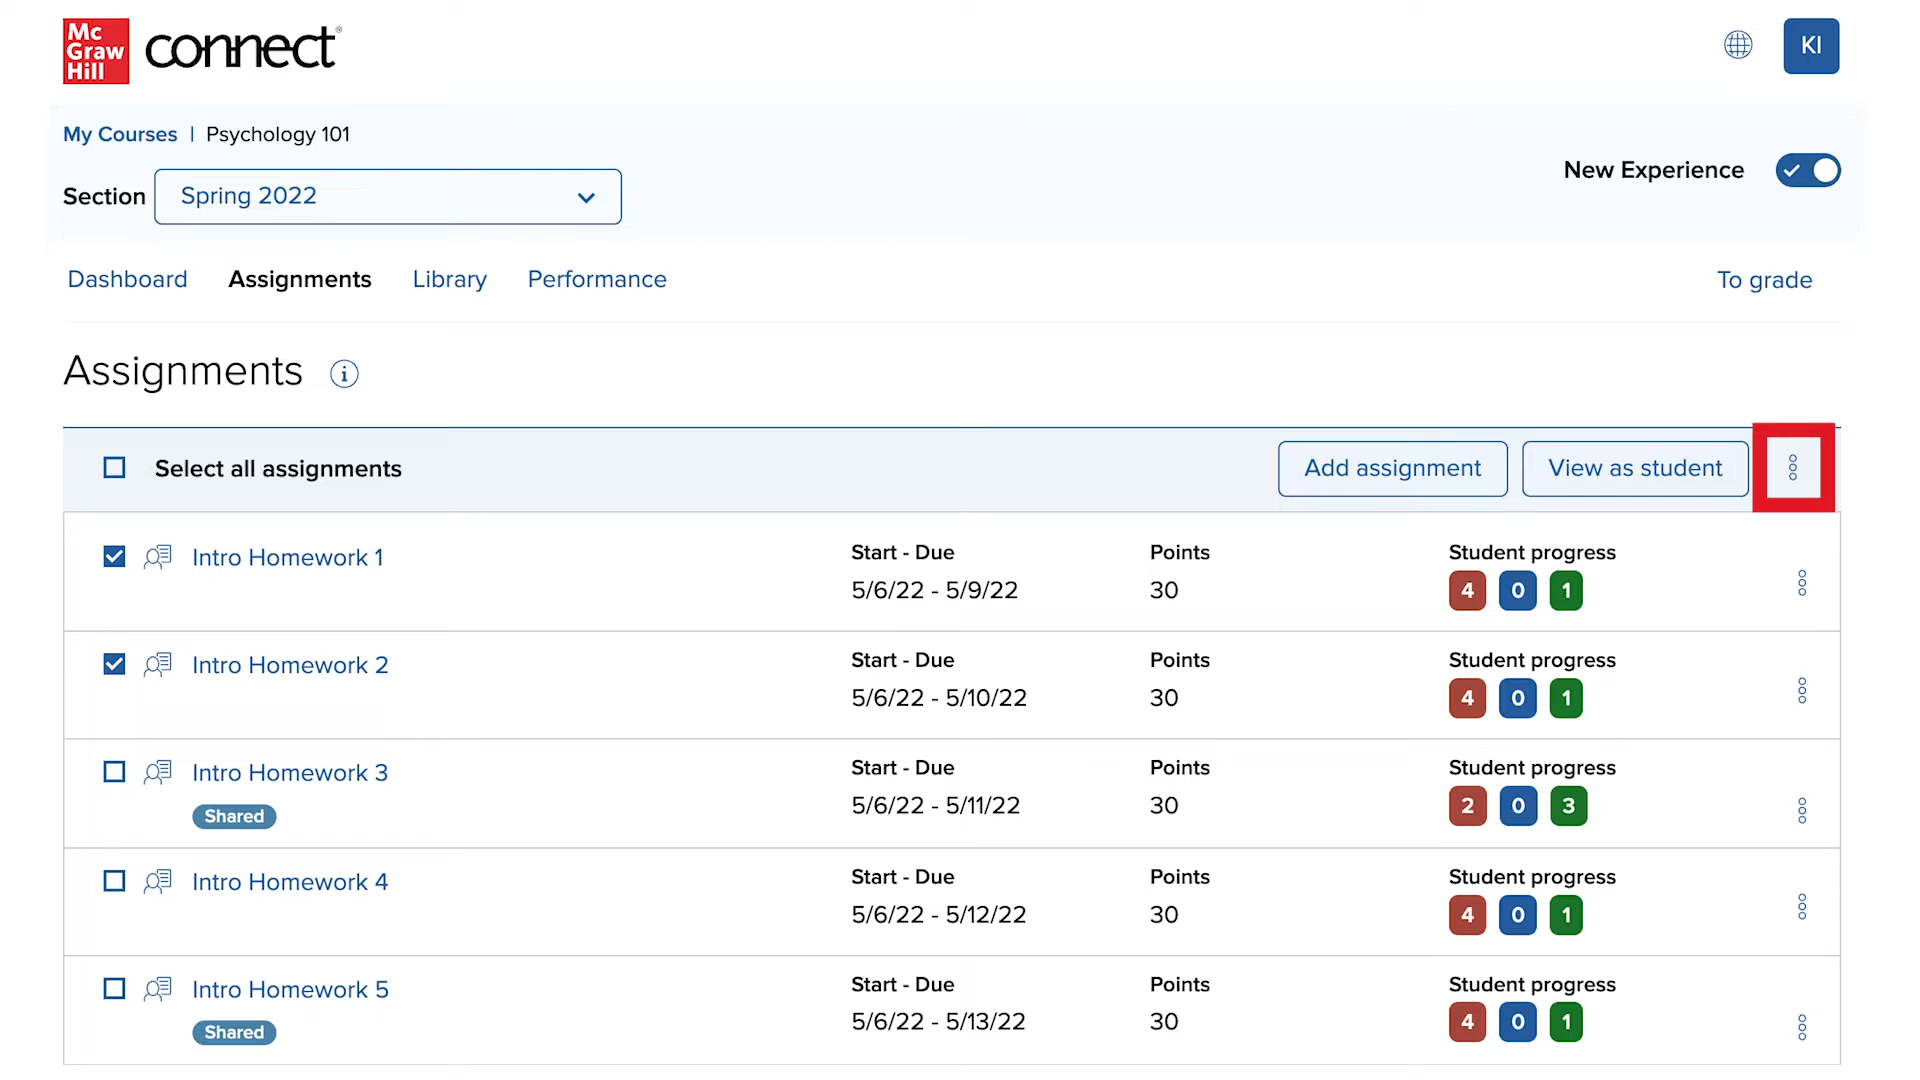 Mc
Graw
Hill
connect®
KI
My Courses | Psychology 101
New Experience
Section Spring 2022
Dashboard Assignments Library Performance To grade
Assignments i
Select all assignments Add assignment View as student
Intro Homework 1 Start - Due Points Student progress
5/6/22 - 5/9/22 30 4 0 1
Intro Homework 2 Start - Due Points Student progress
5/6/22 - 5/10/22 30 4 0 1
Intro Homework 3 Start - Due Points Student progress
Shared 5/6/22 - 5/11/22 30 2 0 3
Intro Homework 4 Start - Due Points Student progress
5/6/22 - 5/12/22 30 4 0 1
Intro Homework 5 Start - Due Points Student progress
Shared 5/6/22 - 5/13/22 30 4 0 1